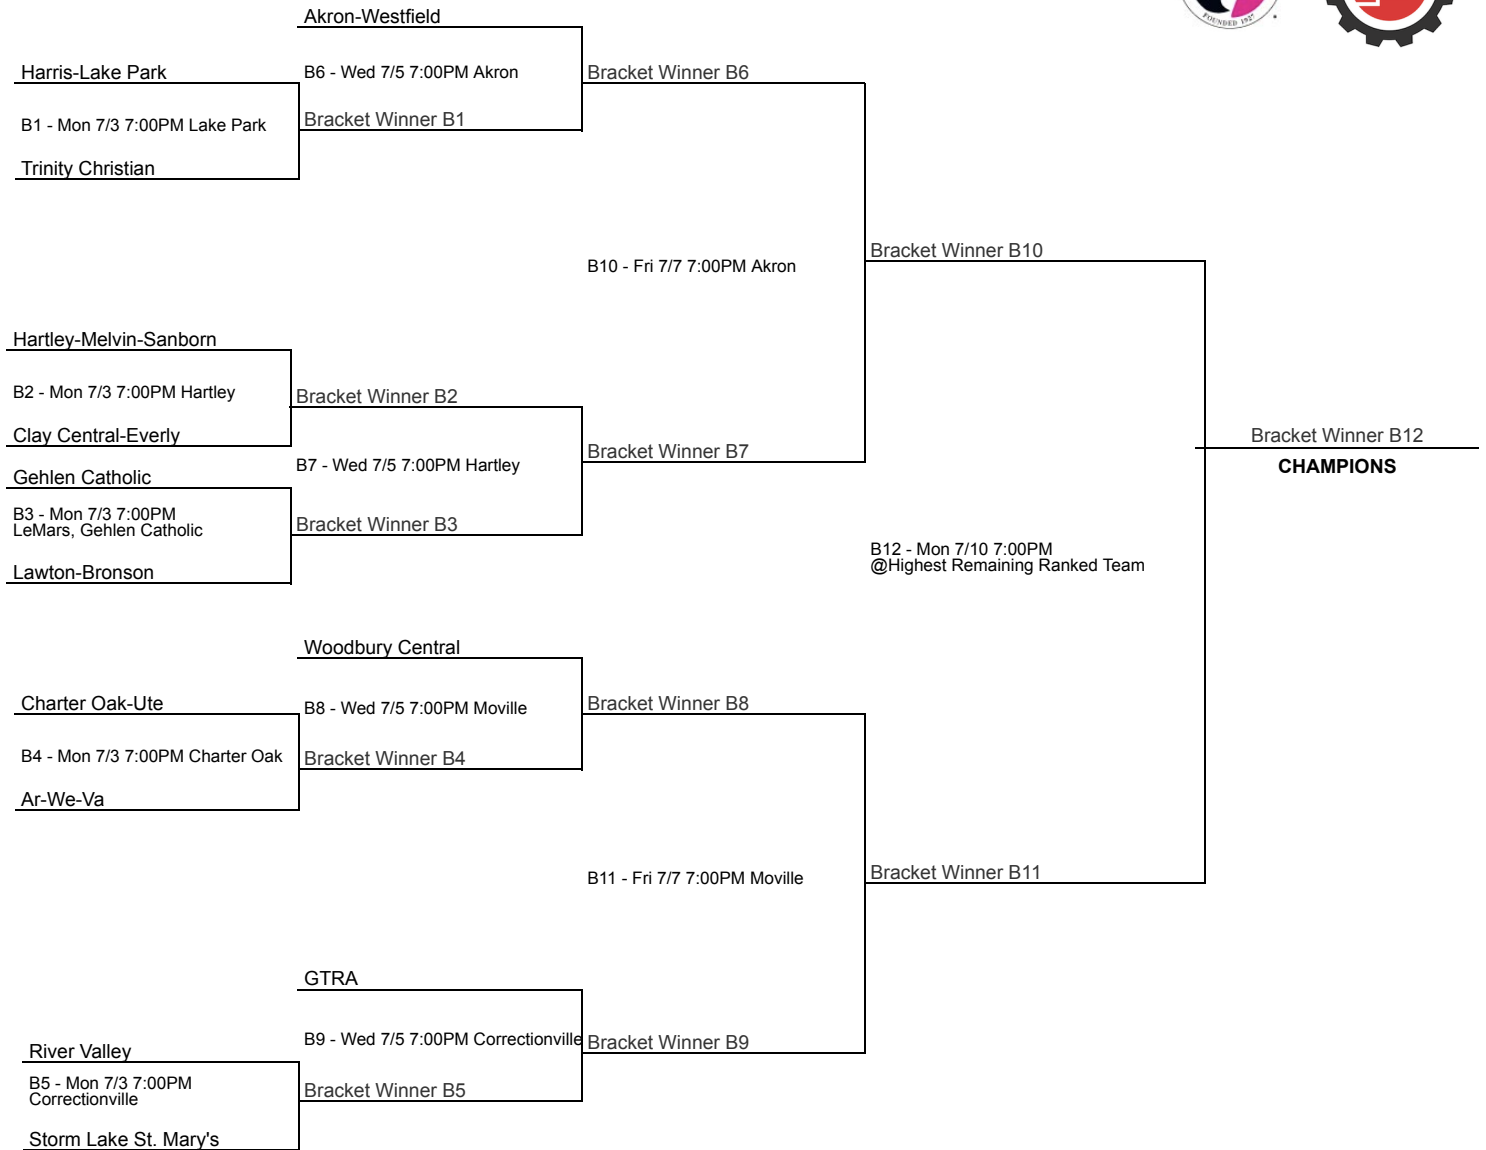 FOUNDED 1925
Akron-Westfield
Harris-Lake Park
B6 - Wed 7/5 7:00PM Akron
Bracket Winner B6
B1 - Mon 7/3 7:00PM Lake Park
Bracket Winner B1
Trinity Christian
B10 - Fri 7/7 7:00PM Akron
Bracket Winner B10
Hartley-Melvin-Sanborn
B2 - Mon 7/3 7:00PM Hartley
Bracket Winner B2
Clay Central-Everly
Bracket Winner B7
Bracket Winner B12
CHAMPIONS
Gehlen Catholic
B7 - Wed 7/5 7:00PM Hartley
B3 - Mon 7/3 7:00PM
LeMars, Gehlen Catholic
Bracket Winner B3
Lawton-Bronson
B12 - Mon 7/10 7:00PM
@Highest Remaining Ranked Team
Woodbury Central
Charter Oak-Ute
B8 - Wed 7/5 7:00PM Moville
Bracket Winner B8
B4 - Mon 7/3 7:00PM Charter Oak
Bracket Winner B4
Ar-We-Va
B11 - Fri 7/7 7:00PM Moville
Bracket Winner B11
GTRA
River Valley
B9 - Wed 7/5 7:00PM Correctionville
Bracket Winner B9
B5 - Mon 7/3 7:00PM
Correctionville
Bracket Winner B5
Storm Lake St. Mary's